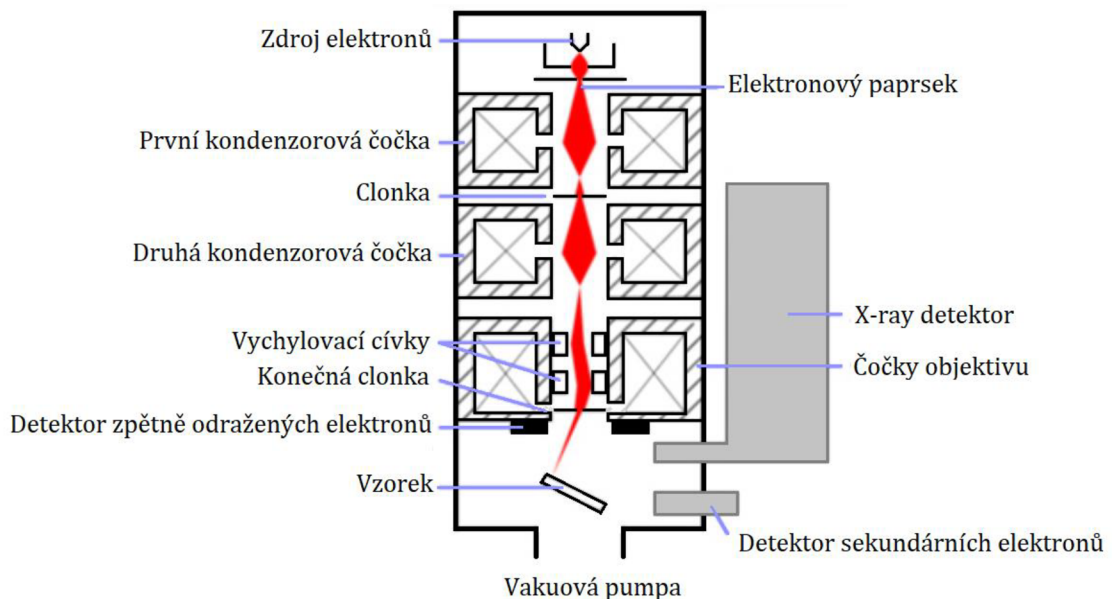 Zdroj elektronů
Elektronový paprsek
První kondenzorová čočka
Clonka
Druhá kondenzorová čočka
X-ray detektor
Vychylovací cívky
Čočky objektivu
Konečná clonka
Detektor zpětně odražených elektronů
Vzorek
Detektor sekundárních elektronů
Vakuová pumpa